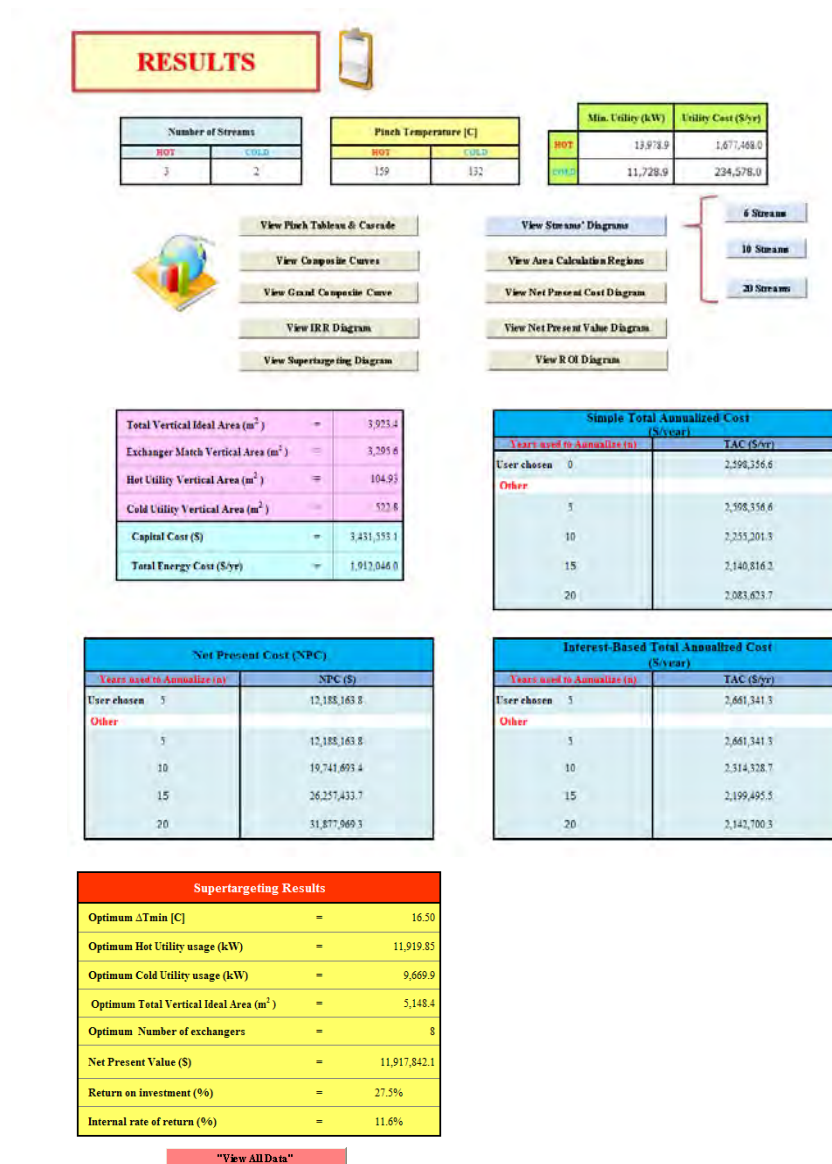 RESULTS
Number of Streams
HOT COLD
3 2
Pinch Temperature [C]
HOT COLD
159 132
Min. Utility (kW) Utility Cost ($/yr)
HOT 13,978.9 1,677,468.0
COLD 11,728.9 234,578.0
View Pinch Tableau & Cascade
View Composite Curves
View Grand Composite Curve
View IRR Diagram
View Supertargeting Diagram
View Streams' Diagrams
View Area Calculation Regions
View Net Present Cost Diagram
View Net Present Value Diagram
View ROI Diagram
6 Streams
10 Streams
20 Streams
Total Vertical Ideal Area (m²) = 3,923.4
Exchanger Match Vertical Area (m²) = 3,295.6
Hot Utility Vertical Area (m²) = 104.93
Cold Utility Vertical Area (m²) = 522.8
Capital Cost ($) = 3,431,553.1
Total Energy Cost ($/yr) = 1,912,046.0
Simple Total Annualized Cost
($/year)
Years used to Annualize (n) TAC ($/yr)
User chosen 0 2,598,356.6
Other
5 2,598,356.6
10 2,255,201.3
15 2,140,816.2
20 2,083,623.7
Net Present Cost (NPC)
Years used to Annualize (n) NPC ($)
User chosen 5 12,188,163.8
Other
5 12,188,163.8
10 19,741,693.4
15 26,257,433.7
20 31,877,969.3
Interest-Based Total Annualized Cost
($/year)
Years used to Annualize (n) TAC ($/yr)
User chosen 5 2,661,341.3
Other
5 2,661,341.3
10 2,314,328.7
15 2,199,495.5
20 2,142,700.3
Supertargeting Results
Optimum ΔTmin [C] = 16.50
Optimum Hot Utility usage (kW) = 11,919.85
Optimum Cold Utility usage (kW) = 9,669.9
Optimum Total Vertical Ideal Area (m²) = 5,148.4
Optimum Number of exchangers = 8
Net Present Value ($) = 11,917,842.1
Return on investment (%) = 27.5%
Internal rate of return (%) = 11.6%
"View All Data"